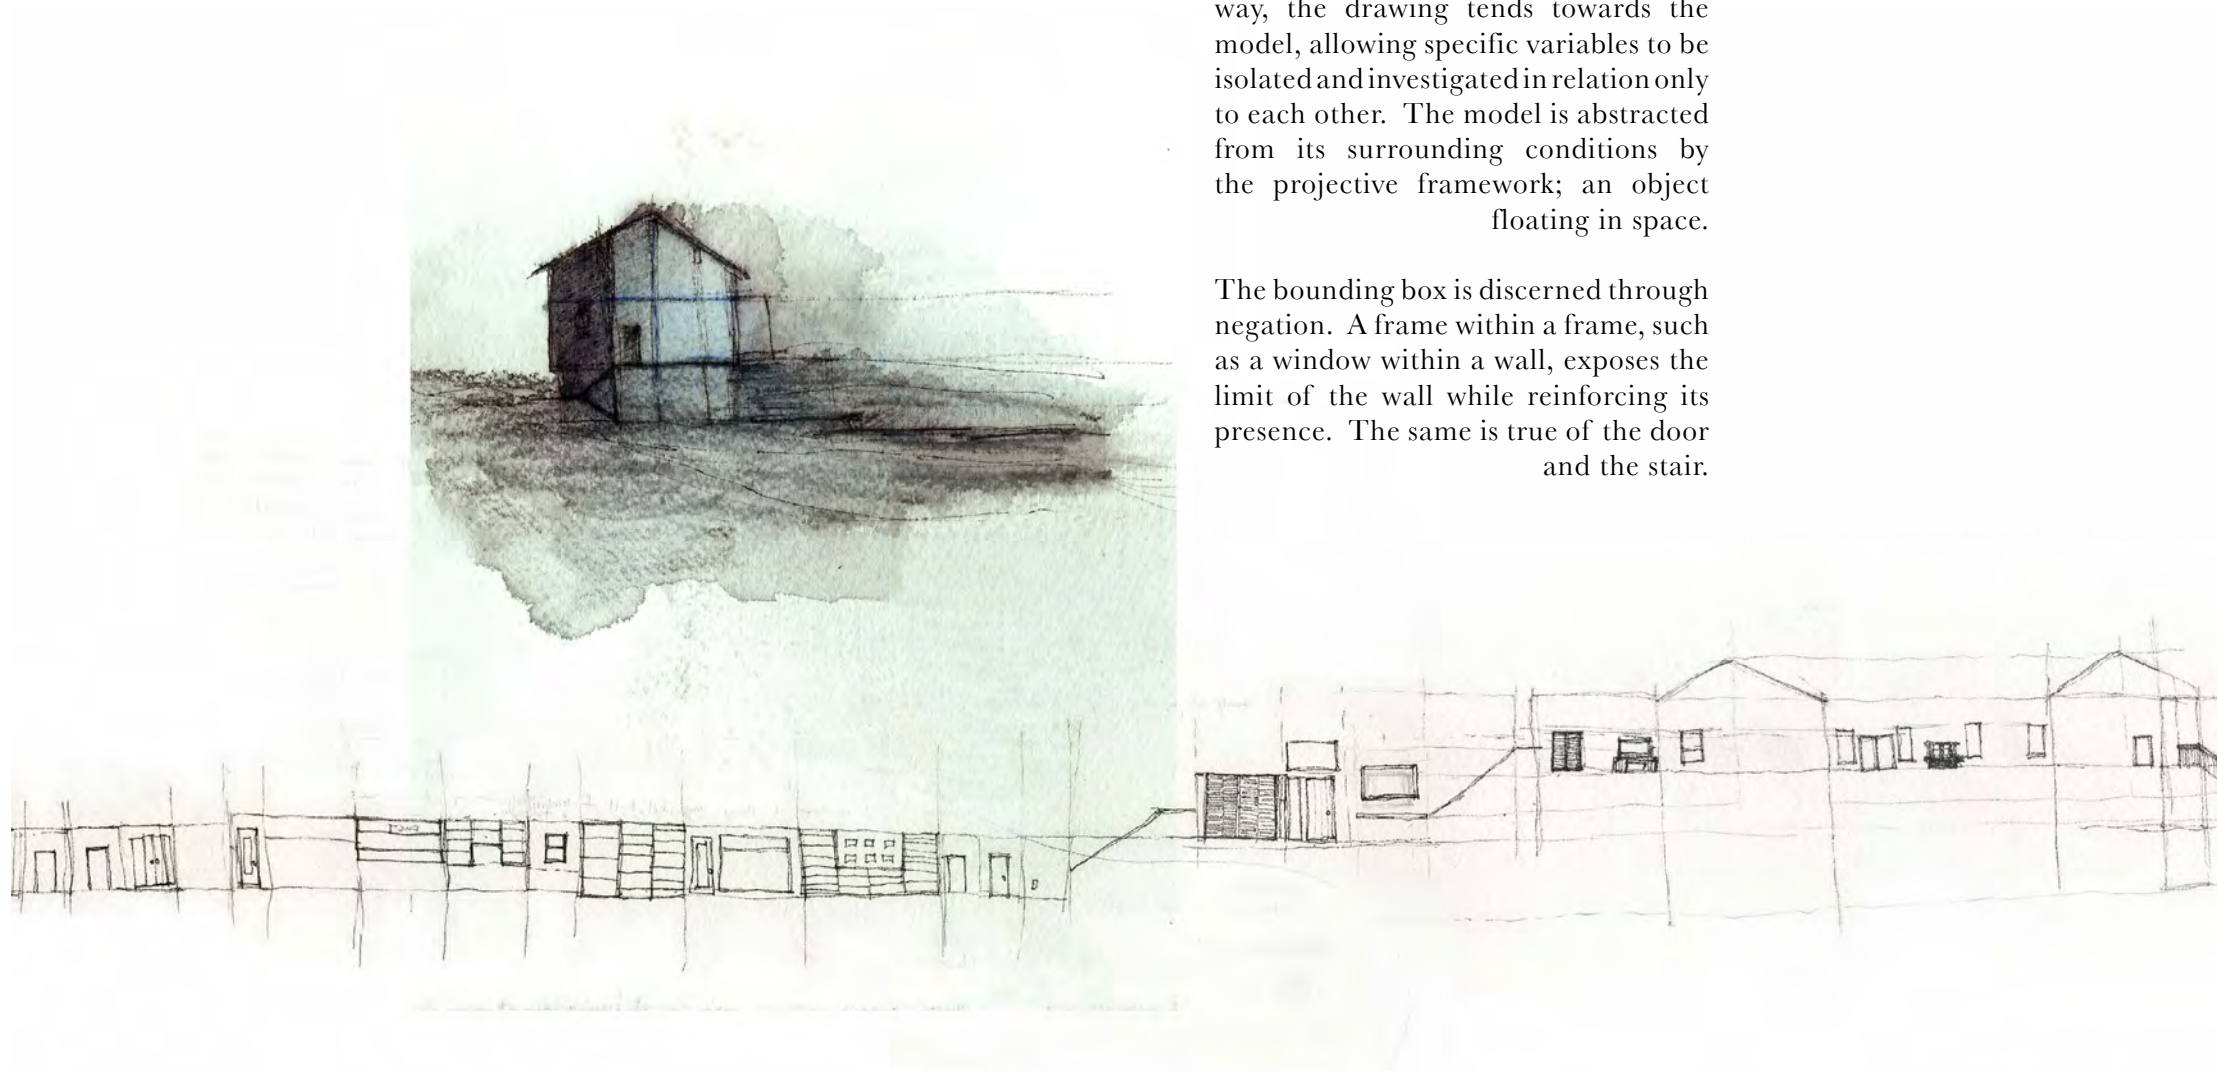 way, the drawing tends towards the
model, allowing specific variables to be
isolated and investigated in relation only
to each other.  The model is abstracted
from its surrounding conditions by
the projective framework; an object
floating in space.
The bounding box is discerned through
negation.  A frame within a frame, such
as a window within a wall, exposes the
limit of the wall while reinforcing its
presence.  The same is true of the door
and the stair.